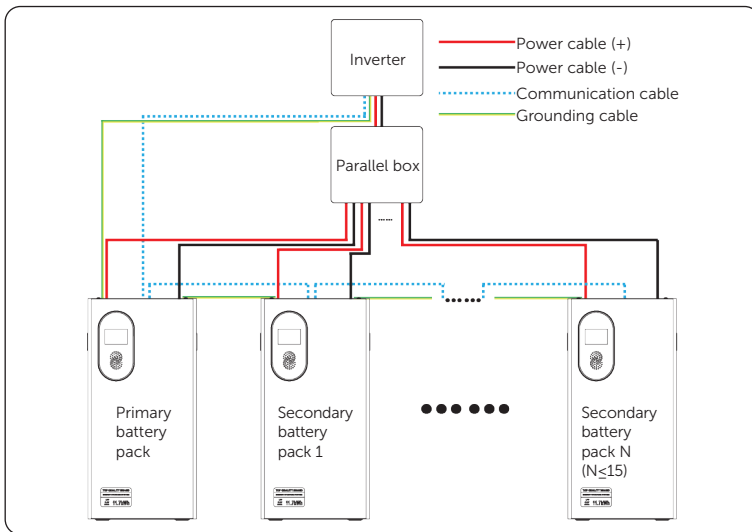 Inverter
Power cable (+)
Power cable (-)
Communication cable
Grounding cable
Parallel box
Primary
battery
pack
Secondary
battery
pack 1
Secondary
battery
pack N
(N≤15)